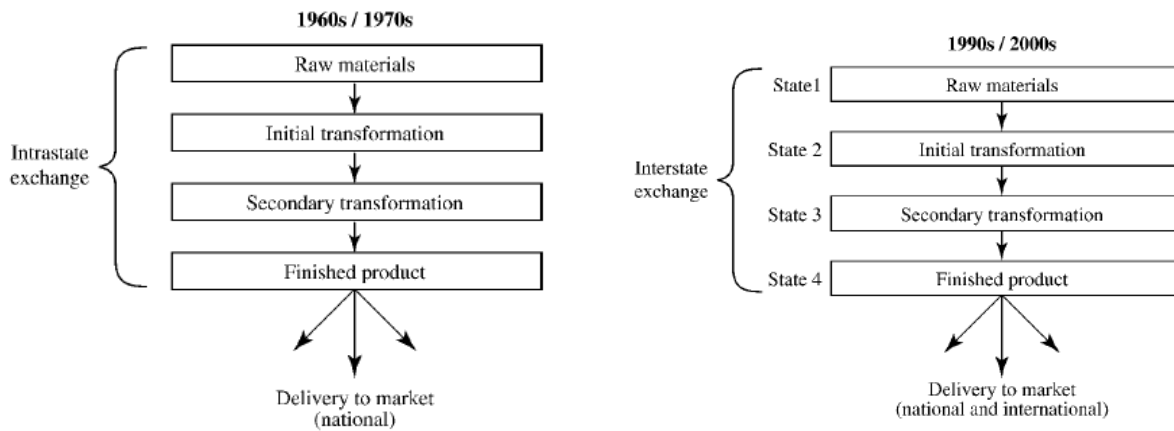 1960s / 1970s
Raw materials
Initial transformation
Intrastate
exchange
Secondary transformation
Finished product
Delivery to market
(national)
1990s / 2000s
State1
Raw materials
State 2
Initial transformation
Interstate
exchange
State 3
Secondary transformation
State 4
Finished product
Delivery to market
(national and international)